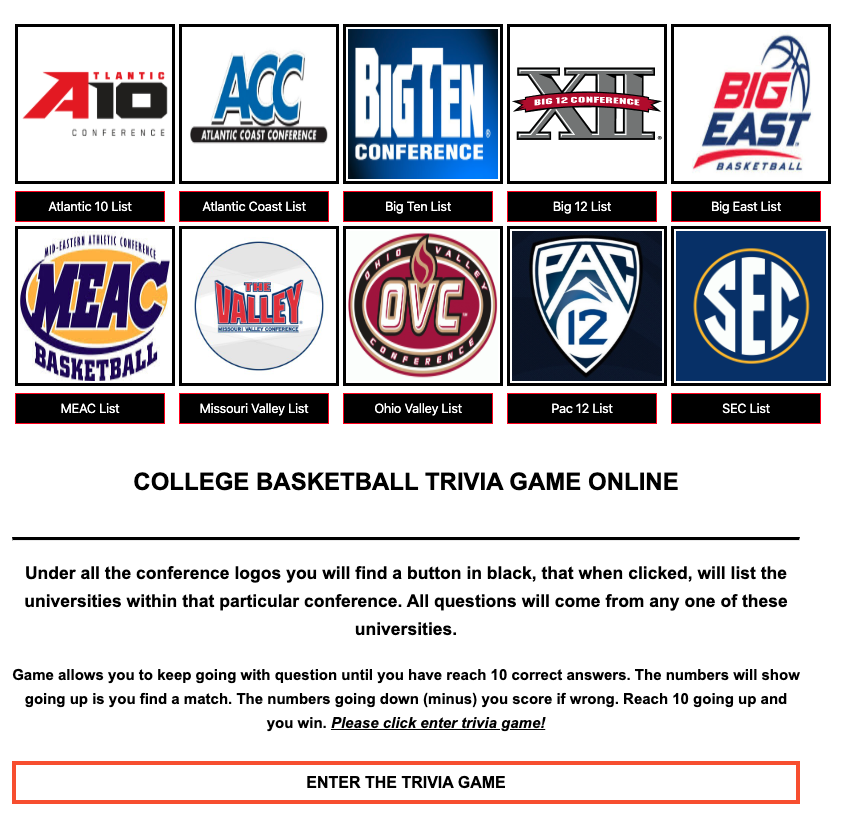 ATLANTIC
A10
CONFERENCE
ACC
ATLANTIC COAST CONFERENCE
BIGTEN
CONFERENCE
XII
BIG 12 CONFERENCE
BIG
EAST
BASKETBALL
Atlantic 10 List
Atlantic Coast List
Big Ten List
Big 12 List
Big East List
MID-EASTERN ATHLETIC CONFERENCE
MEAC
BASKETBALL
THE
VALLEY
MISSOURI VALLEY CONFERENCE
OHIO VALLEY
OVC
CONFERENCE
PAC
12
SEC
MEAC List
Missouri Valley List
Ohio Valley List
Pac 12 List
SEC List
COLLEGE BASKETBALL TRIVIA GAME ONLINE
Under all the conference logos you will find a button in black, that when clicked, will list the
universities within that particular conference. All questions will come from any one of these
universities.
Game allows you to keep going with question until you have reach 10 correct answers. The numbers will show
going up is you find a match. The numbers going down (minus) you score if wrong. Reach 10 going up and
you win. Please click enter trivia game!
ENTER THE TRIVIA GAME